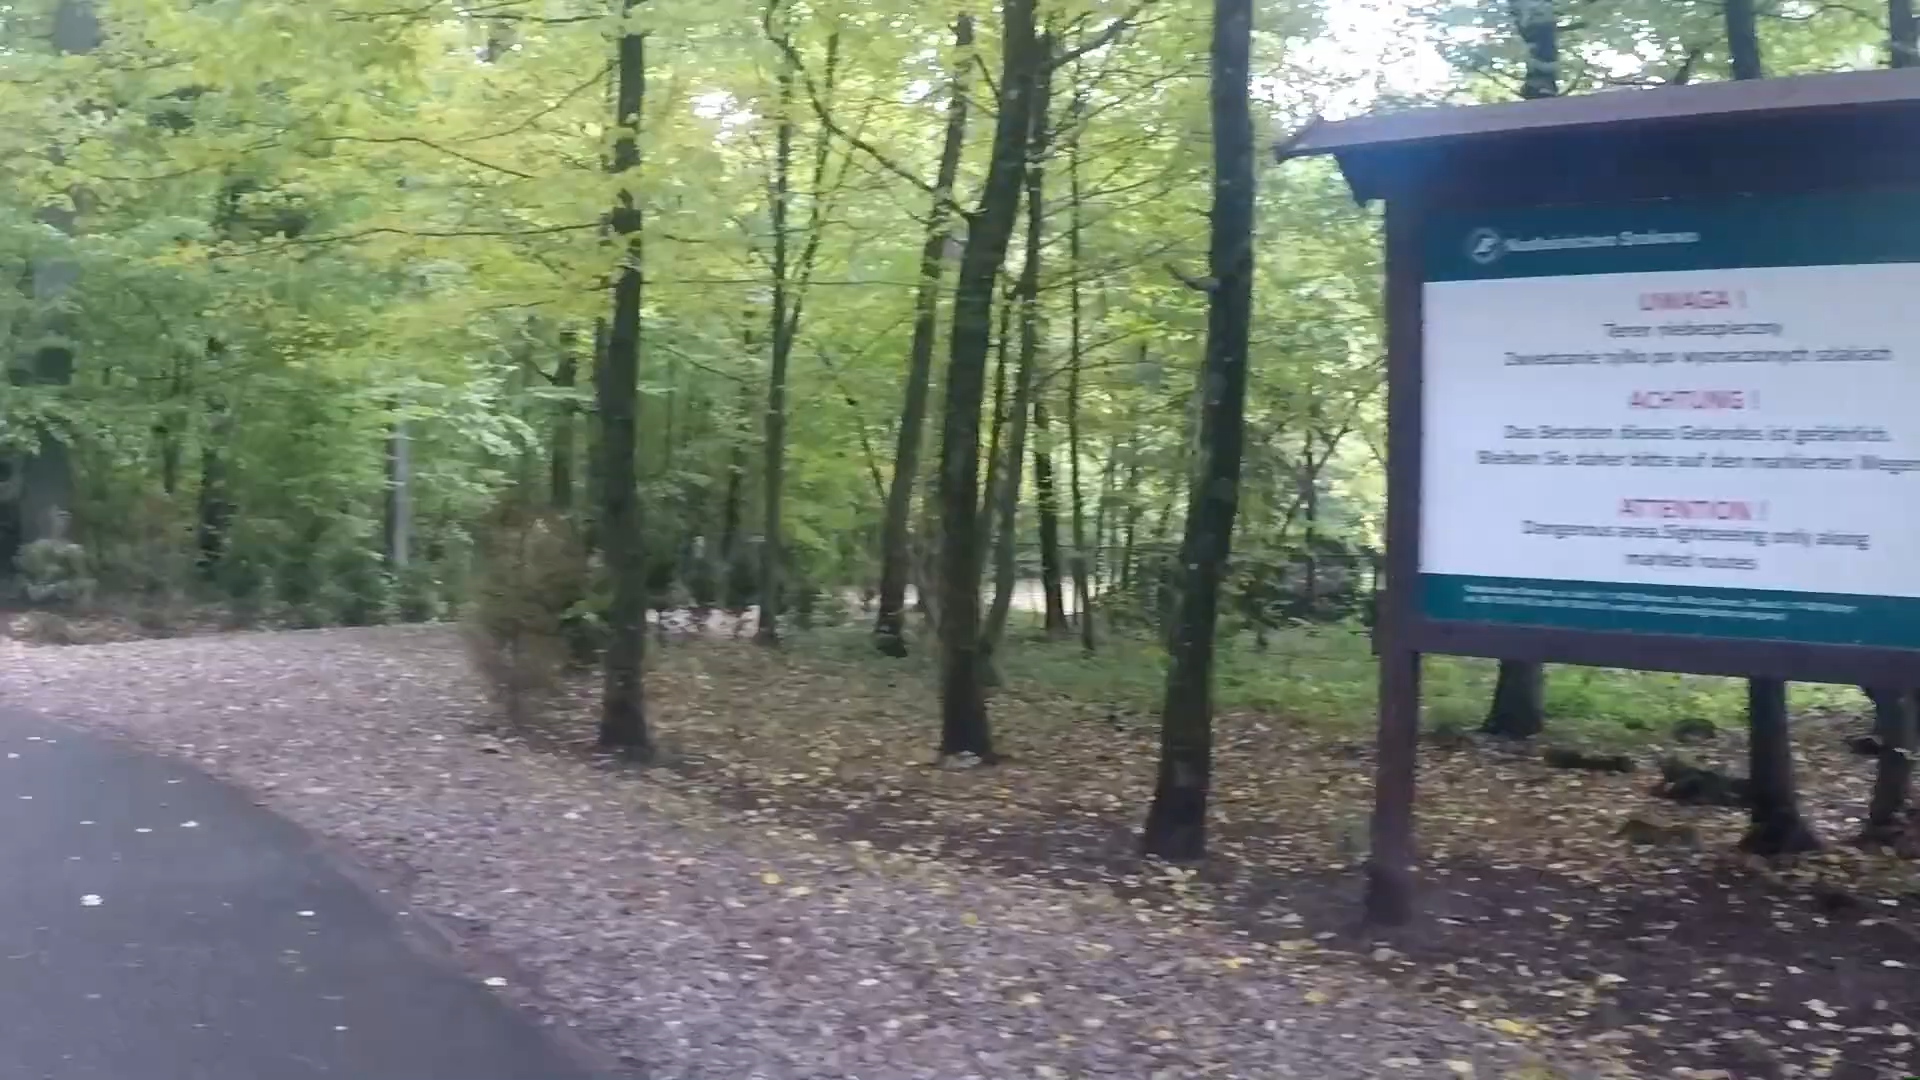 UWAGA !
Teren niebezpieczny
Zwiedzanie tylko po wyznaczonych szlakach
ACHTUNG !
Das Betreten dieses Geländes ist gefährlich.
Bleiben Sie daher bitte auf den markierten Wegen
ATTENTION !
Dangerous area.Sightseeing only along
marked routes